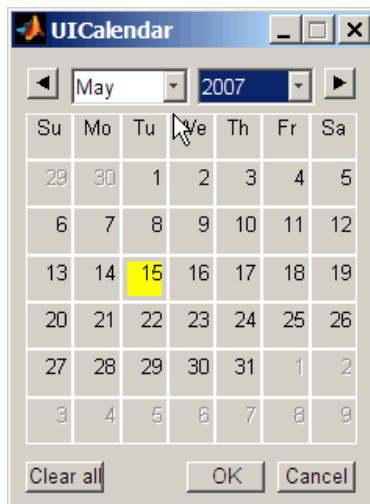 UICalendar
May 2007
Su Mo Tu We Th Fr Sa
29 30 1 2 3 4 5
6 7 8 9 10 11 12
13 14 15 16 17 18 19
20 21 22 23 24 25 26
27 28 29 30 31 1 2
3 4 5 6 7 8 9
Clear all OK Cancel